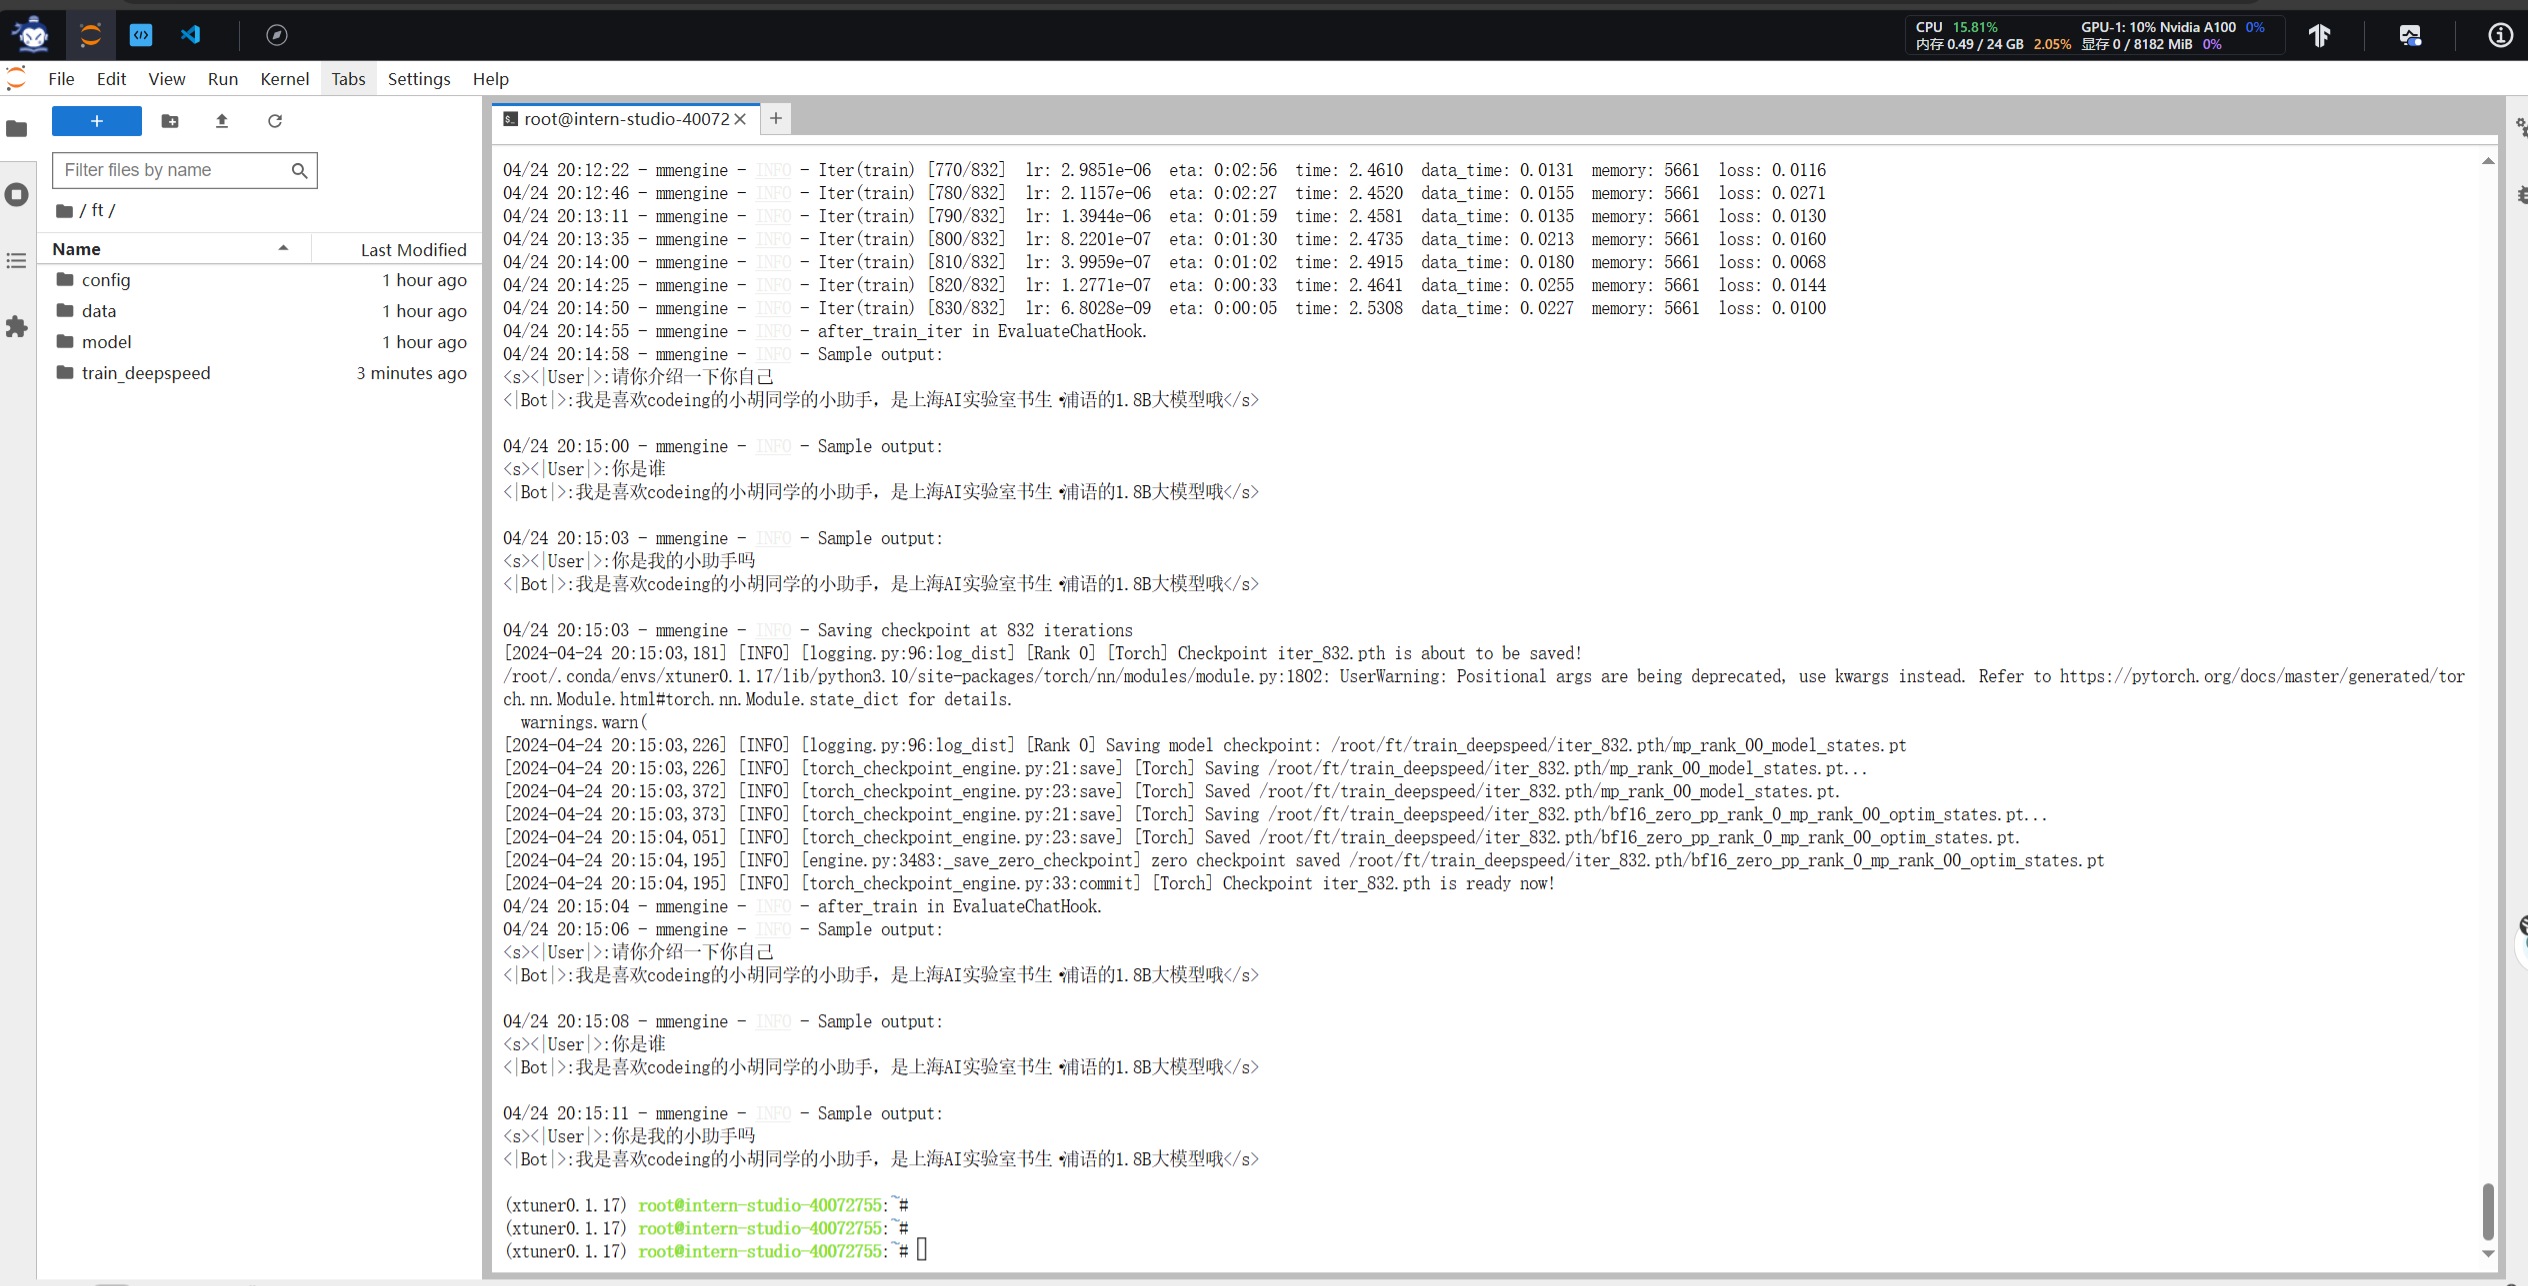 CPU 15.81% GPU-1: 10% Nvidia A100 0%
内存 0.49 / 24 GB 2.05% 显存 0 / 8182 MiB 0%
File Edit View Run Kernel Tabs Settings Help
root@intern-studio-40072
Filter files by name
/ ft /
Name Last Modified
config 1 hour ago
data 1 hour ago
model 1 hour ago
train_deepspeed 3 minutes ago
04/24 20:12:22 - mmengine - INFO - Iter(train) [770/832] lr: 2.9851e-06 eta: 0:02:56 time: 2.4610 data_time: 0.0131 memory: 5661 loss: 0.0116
04/24 20:12:46 - mmengine - INFO - Iter(train) [780/832] lr: 2.1157e-06 eta: 0:02:27 time: 2.4520 data_time: 0.0155 memory: 5661 loss: 0.0271
04/24 20:13:11 - mmengine - INFO - Iter(train) [790/832] lr: 1.3944e-06 eta: 0:01:59 time: 2.4581 data_time: 0.0135 memory: 5661 loss: 0.0130
04/24 20:13:35 - mmengine - INFO - Iter(train) [800/832] lr: 8.2201e-07 eta: 0:01:30 time: 2.4735 data_time: 0.0213 memory: 5661 loss: 0.0160
04/24 20:14:00 - mmengine - INFO - Iter(train) [810/832] lr: 3.9959e-07 eta: 0:01:02 time: 2.4915 data_time: 0.0180 memory: 5661 loss: 0.0068
04/24 20:14:25 - mmengine - INFO - Iter(train) [820/832] lr: 1.2771e-07 eta: 0:00:33 time: 2.4641 data_time: 0.0255 memory: 5661 loss: 0.0144
04/24 20:14:50 - mmengine - INFO - Iter(train) [830/832] lr: 6.8028e-09 eta: 0:00:05 time: 2.5308 data_time: 0.0227 memory: 5661 loss: 0.0100
04/24 20:14:55 - mmengine - INFO - after_train_iter in EvaluateChatHook.
04/24 20:14:58 - mmengine - INFO - Sample output:
<s><|User|>:请你介绍一下你自己
<|Bot|>:我是喜欢codeing的小胡同学的小助手，是上海AI实验室书生·浦语的1.8B大模型哦</s>
04/24 20:15:00 - mmengine - INFO - Sample output:
<s><|User|>:你是谁
<|Bot|>:我是喜欢codeing的小胡同学的小助手，是上海AI实验室书生·浦语的1.8B大模型哦</s>
04/24 20:15:03 - mmengine - INFO - Sample output:
<s><|User|>:你是我的小助手吗
<|Bot|>:我是喜欢codeing的小胡同学的小助手，是上海AI实验室书生·浦语的1.8B大模型哦</s>
04/24 20:15:03 - mmengine - INFO - Saving checkpoint at 832 iterations
[2024-04-24 20:15:03,181] [INFO] [logging.py:96:log_dist] [Rank 0] [Torch] Checkpoint iter_832.pth is about to be saved!
/root/.conda/envs/xtuner0.1.17/lib/python3.10/site-packages/torch/nn/modules/module.py:1802: UserWarning: Positional args are being deprecated, use kwargs instead. Refer to https://pytorch.org/docs/master/generated/tor
ch.nn.Module.html#torch.nn.Module.state_dict for details.
warnings.warn(
[2024-04-24 20:15:03,226] [INFO] [logging.py:96:log_dist] [Rank 0] Saving model checkpoint: /root/ft/train_deepspeed/iter_832.pth/mp_rank_00_model_states.pt
[2024-04-24 20:15:03,226] [INFO] [torch_checkpoint_engine.py:21:save] [Torch] Saving /root/ft/train_deepspeed/iter_832.pth/mp_rank_00_model_states.pt...
[2024-04-24 20:15:03,372] [INFO] [torch_checkpoint_engine.py:23:save] [Torch] Saved /root/ft/train_deepspeed/iter_832.pth/mp_rank_00_model_states.pt.
[2024-04-24 20:15:03,373] [INFO] [torch_checkpoint_engine.py:21:save] [Torch] Saving /root/ft/train_deepspeed/iter_832.pth/bf16_zero_pp_rank_0_mp_rank_00_optim_states.pt...
[2024-04-24 20:15:04,051] [INFO] [torch_checkpoint_engine.py:23:save] [Torch] Saved /root/ft/train_deepspeed/iter_832.pth/bf16_zero_pp_rank_0_mp_rank_00_optim_states.pt.
[2024-04-24 20:15:04,195] [INFO] [engine.py:3483:_save_zero_checkpoint] zero checkpoint saved /root/ft/train_deepspeed/iter_832.pth/bf16_zero_pp_rank_0_mp_rank_00_optim_states.pt
[2024-04-24 20:15:04,195] [INFO] [torch_checkpoint_engine.py:33:commit] [Torch] Checkpoint iter_832.pth is ready now!
04/24 20:15:04 - mmengine - INFO - after_train in EvaluateChatHook.
04/24 20:15:06 - mmengine - INFO - Sample output:
<s><|User|>:请你介绍一下你自己
<|Bot|>:我是喜欢codeing的小胡同学的小助手，是上海AI实验室书生·浦语的1.8B大模型哦</s>
04/24 20:15:08 - mmengine - INFO - Sample output:
<s><|User|>:你是谁
<|Bot|>:我是喜欢codeing的小胡同学的小助手，是上海AI实验室书生·浦语的1.8B大模型哦</s>
04/24 20:15:11 - mmengine - INFO - Sample output:
<s><|User|>:你是我的小助手吗
<|Bot|>:我是喜欢codeing的小胡同学的小助手，是上海AI实验室书生·浦语的1.8B大模型哦</s>
(xtuner0.1.17) root@intern-studio-40072755:~#
(xtuner0.1.17) root@intern-studio-40072755:~#
(xtuner0.1.17) root@intern-studio-40072755:~#